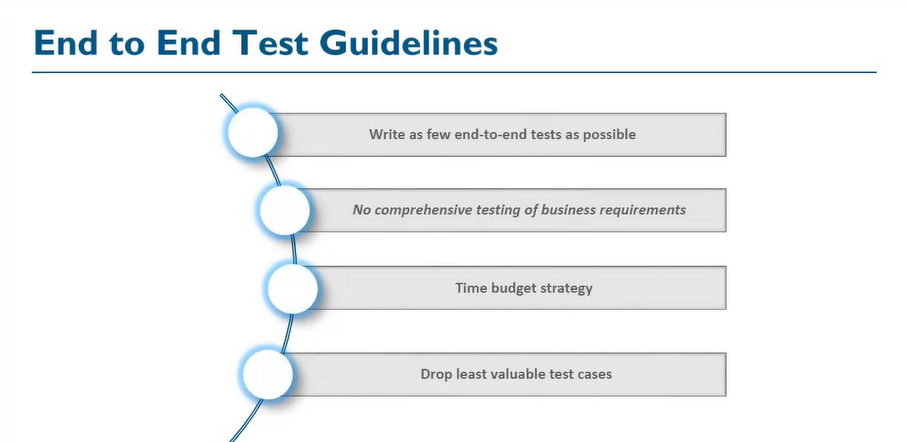 End to End Test Guidelines
Write as few end-to-end tests as possible
No comprehensive testing of business requirements
Time budget strategy
Drop least valuable test cases